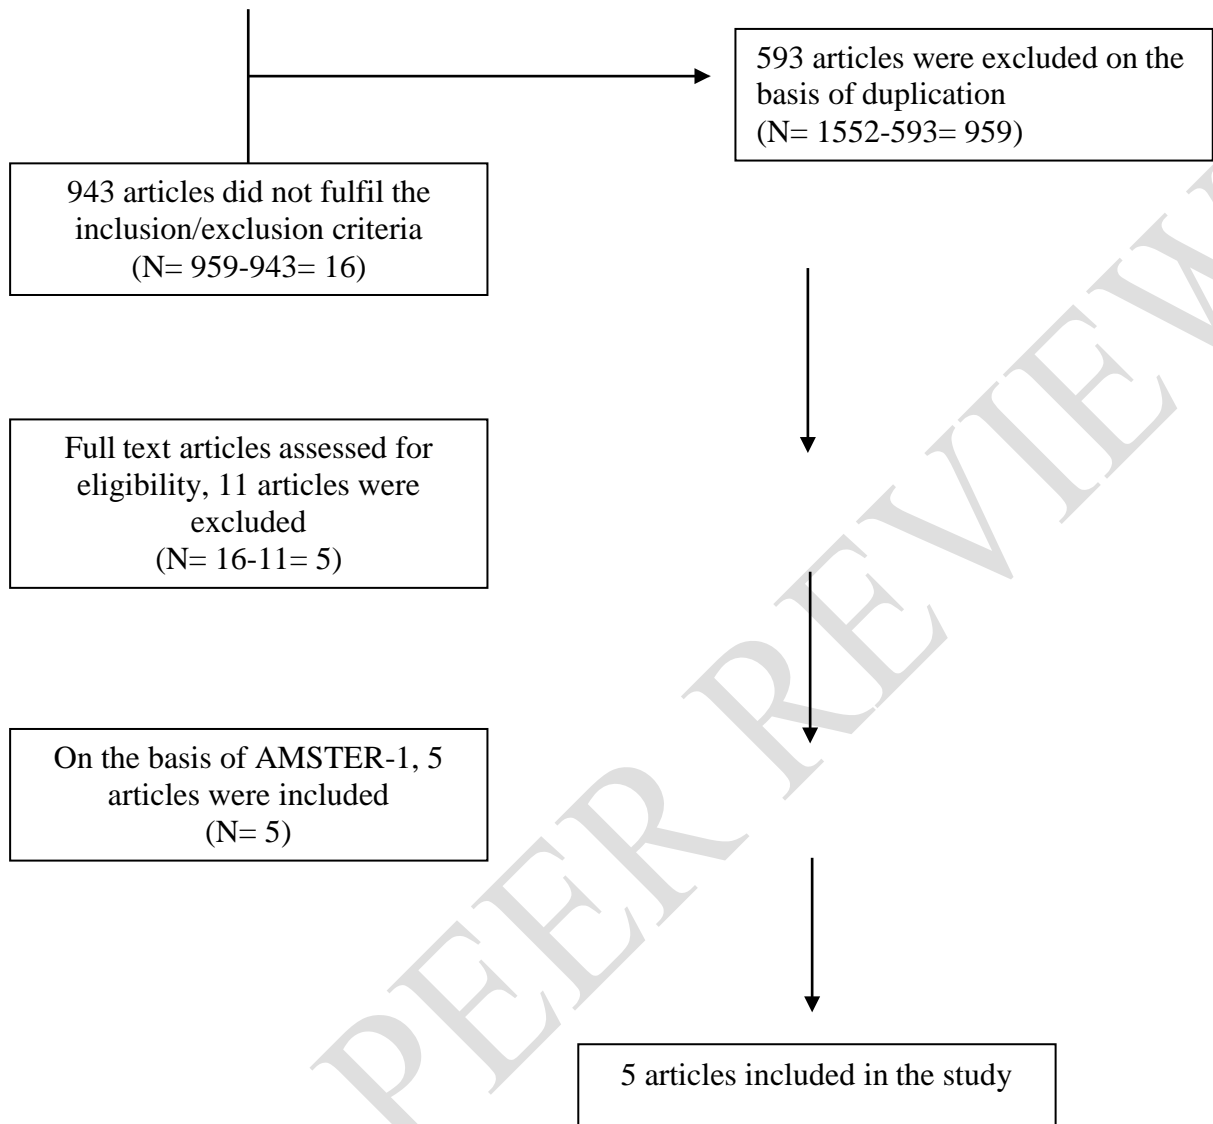 593 articles were excluded on the
basis of duplication
(N= 1552-593= 959)
943 articles did not fulfil the
inclusion/exclusion criteria
(N= 959-943= 16)
Full text articles assessed for
eligibility, 11 articles were
excluded
(N= 16-11= 5)
On the basis of AMSTER-1, 5
articles were included
(N= 5)
5 articles included in the study
PEER REVIEW